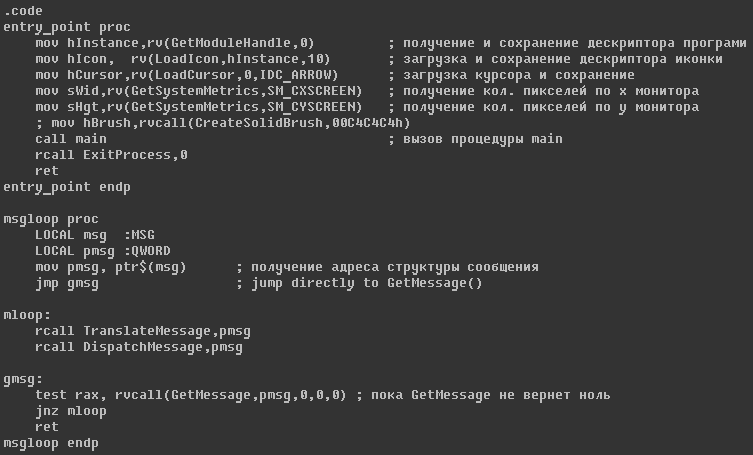 .code
entry_point proc
    mov hInstance,rv(GetModuleHandle,0)         ; получение и сохранение дескриптора програми
    mov hIcon,  rv(LoadIcon,hInstance,10)       ; загрузка и сохранение дескриптора иконки
    mov hCursor,rv(LoadCursor,0,IDC_ARROW)      ; загрузка курсора и сохранение
    mov sWid,rv(GetSystemMetrics,SM_CXSCREEN)   ; получение кол. пикселей по x монитора
    mov sHgt,rv(GetSystemMetrics,SM_CYSCREEN)   ; получение кол. пикселей по y монитора
    ; mov hBrush,rvcall(CreateSolidBrush,00C4C4C4h)
    call main                                   ; вызов процедуры main
    rcall ExitProcess,0
    ret
entry_point endp

msgloop proc
    LOCAL msg  :MSG
    LOCAL pmsg :QWORD
    mov pmsg, ptr$(msg)      ; получение адреса структуры сообщения
    jmp gmsg                 ; jump directly to GetMessage()

mloop:
    rcall TranslateMessage,pmsg
    rcall DispatchMessage,pmsg

gmsg:
    test rax, rvcall(GetMessage,pmsg,0,0,0) ; пока GetMessage не вернет ноль
    jnz mloop
    ret
msgloop endp